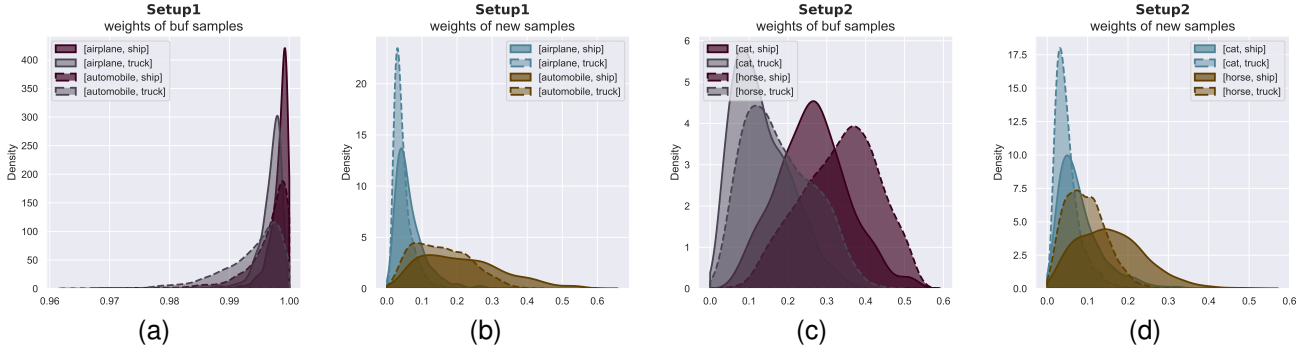 Setup1
weights of buf samples
Density
400
350
300
250
200
150
100
50
0
0.96 0.97 0.98 0.99 1.00
[airplane, ship]
[airplane, truck]
[automobile, ship]
[automobile, truck]
(a)
Setup1
weights of new samples
Density
20
15
10
5
0
0.0 0.1 0.2 0.3 0.4 0.5 0.6
[airplane, ship]
[airplane, truck]
[automobile, ship]
[automobile, truck]
(b)
Setup2
weights of buf samples
Density
6
5
4
3
2
1
0
0.0 0.1 0.2 0.3 0.4 0.5 0.6
[cat, ship]
[cat, truck]
[horse, ship]
[horse, truck]
(c)
Setup2
weights of new samples
Density
17.5
15.0
12.5
10.0
7.5
5.0
2.5
0.0
0.0 0.1 0.2 0.3 0.4 0.5 0.6
[cat, ship]
[cat, truck]
[horse, ship]
[horse, truck]
(d)